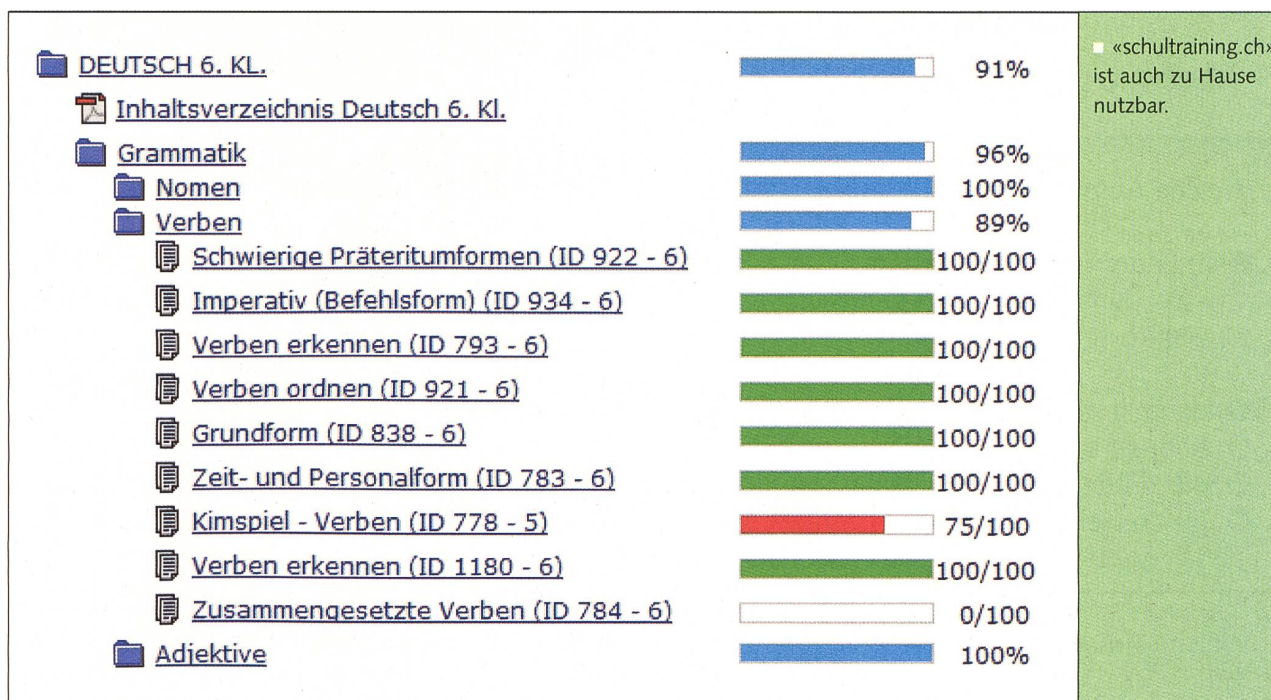 DEUTSCH 6. KL. 91%
Inhaltsverzeichnis Deutsch 6. Kl.
Grammatik 96%
Nomen 100%
Verben 89%
Schwierige Präteritumformen (ID 922 - 6) 100/100
Imperativ (Befehlsform) (ID 934 - 6) 100/100
Verben erkennen (ID 793 - 6) 100/100
Verben ordnen (ID 921 - 6) 100/100
Grundform (ID 838 - 6) 100/100
Zeit- und Personalform (ID 783 - 6) 100/100
Kimspiel - Verben (ID 778 - 5) 75/100
Verben erkennen (ID 1180 - 6) 100/100
Zusammengesetzte Verben (ID 784 - 6) 0/100
Adjektive 100%
«schultraining.ch»
ist auch zu Hause
nutzbar.